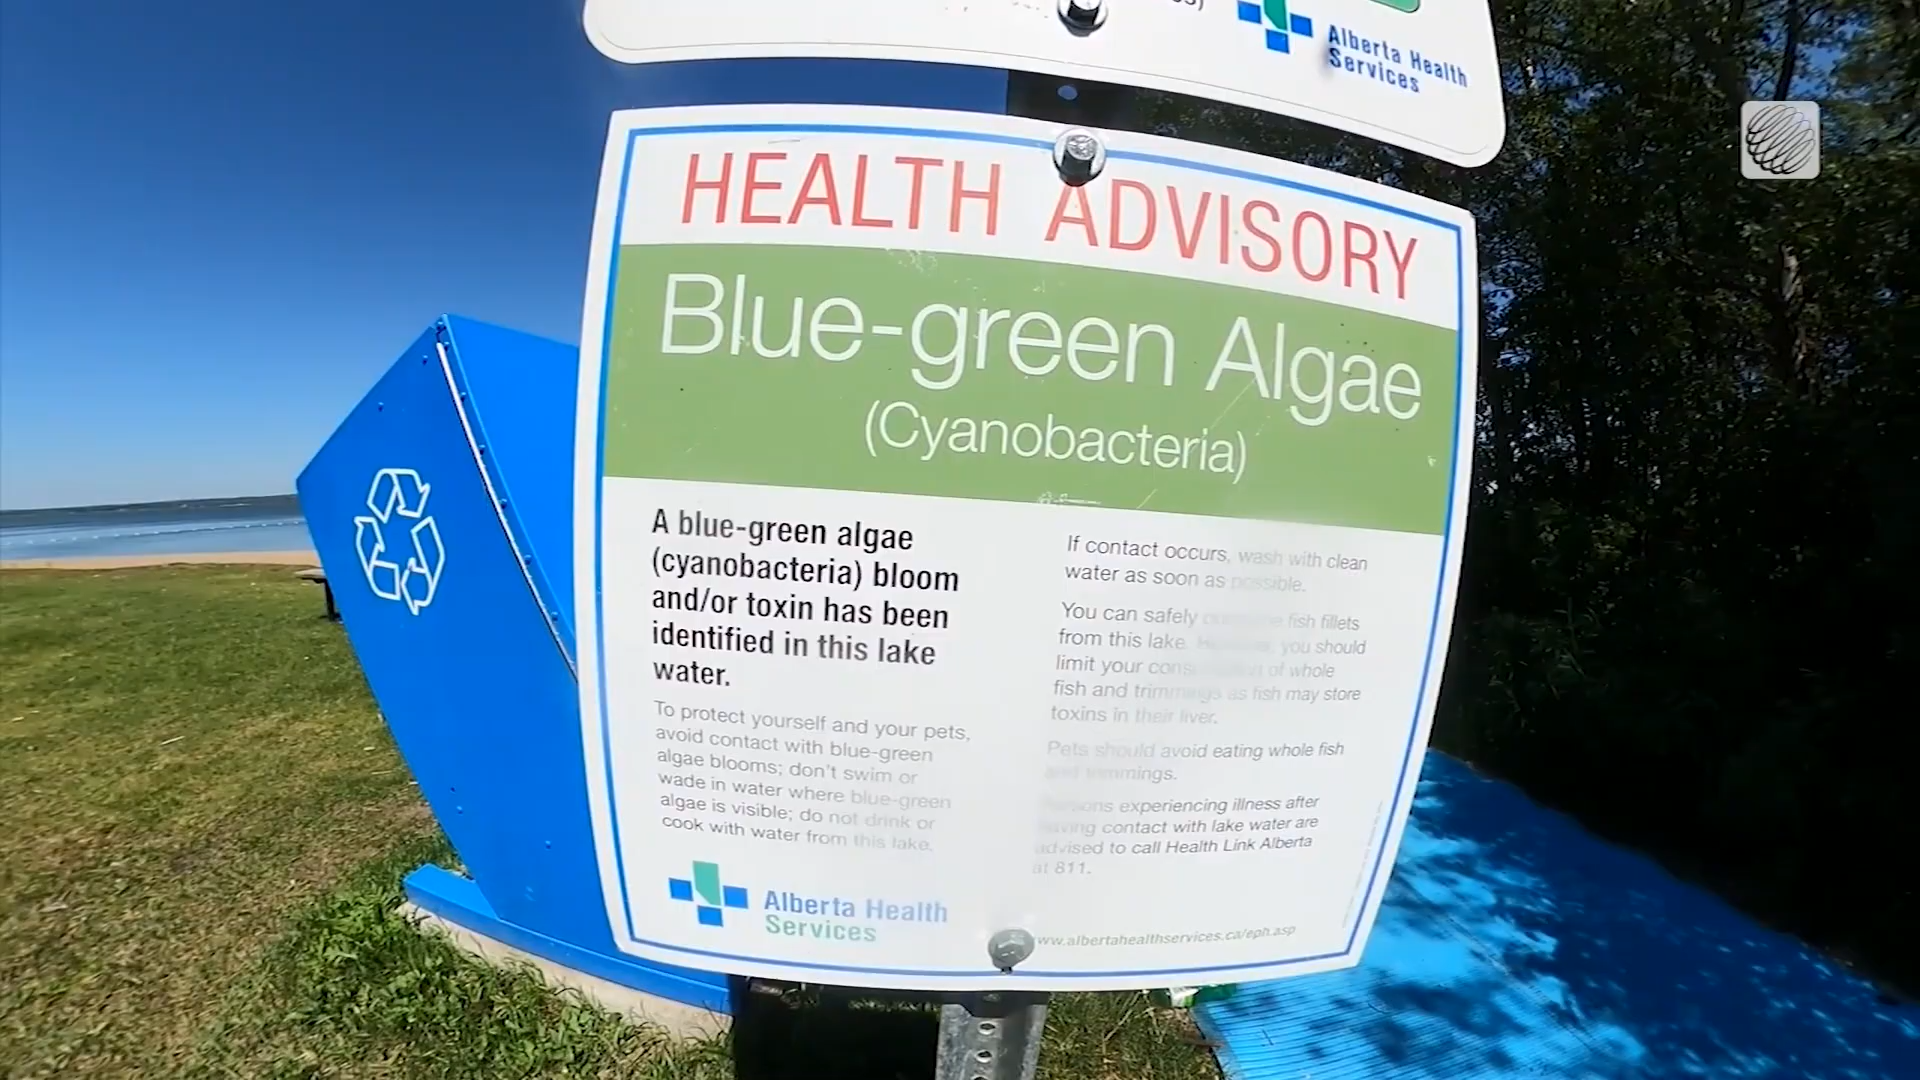 Alberta Health
Services
HEALTH ADVISORY
Blue-green Algae
(Cyanobacteria)
A blue-green algae
(cyanobacteria) bloom
and/or toxin has been
identified in this lake
water.
To protect yourself and your pets,
avoid contact with blue-green
algae blooms; don't swim or
wade in water where blue-green
algae is visible; do not drink or
cook with water from this lake.
Alberta Health
Services
If contact occurs, wash with clean
water as soon as possible.
You can safely fish fillets
from this lake. However, you should
limit your consumption of whole
fish and trimmings as fish may store
toxins in their liver.
Pets should avoid eating whole fish
and trimmings.
Persons experiencing illness after
having contact with lake water are
advised to call Health Link Alberta
at 811.
www.albertahealthservices.ca/eph.asp